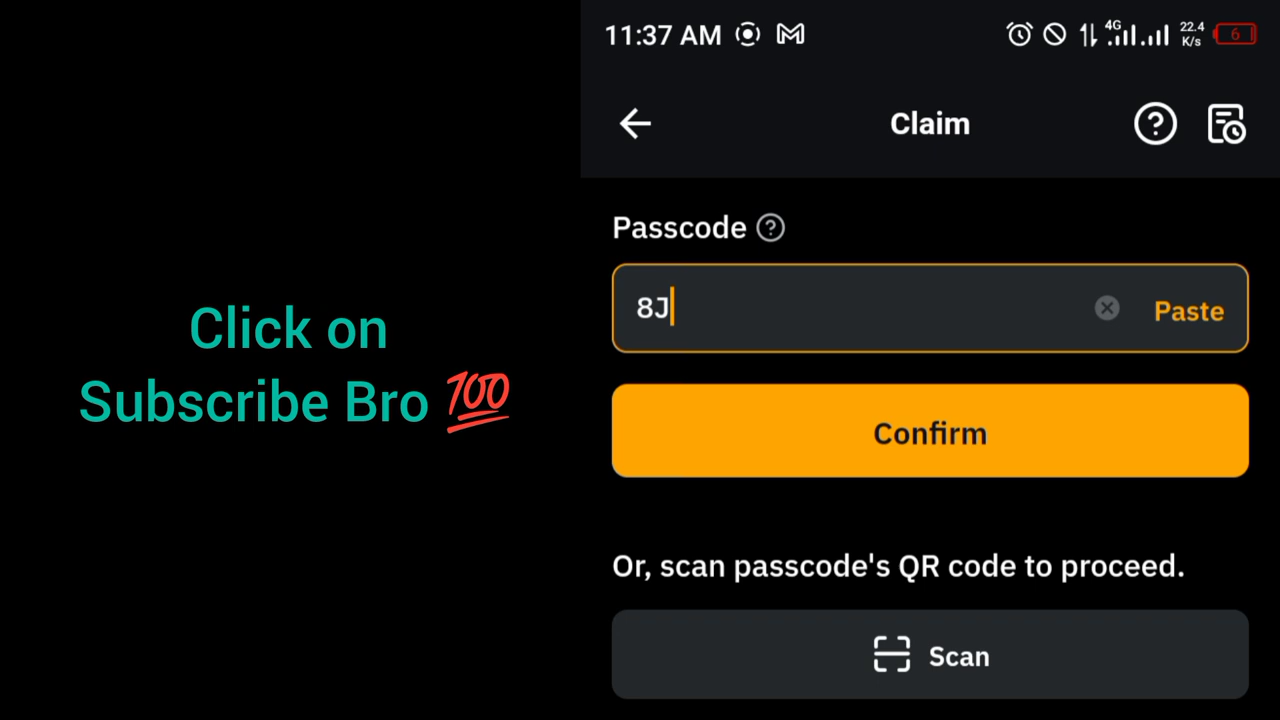 Click on
Subscribe Bro 💯
11:37 AM
4G
22.4
K/s
6
Claim
Passcode
8J
Paste
Confirm
Or, scan passcode's QR code to proceed.
Scan